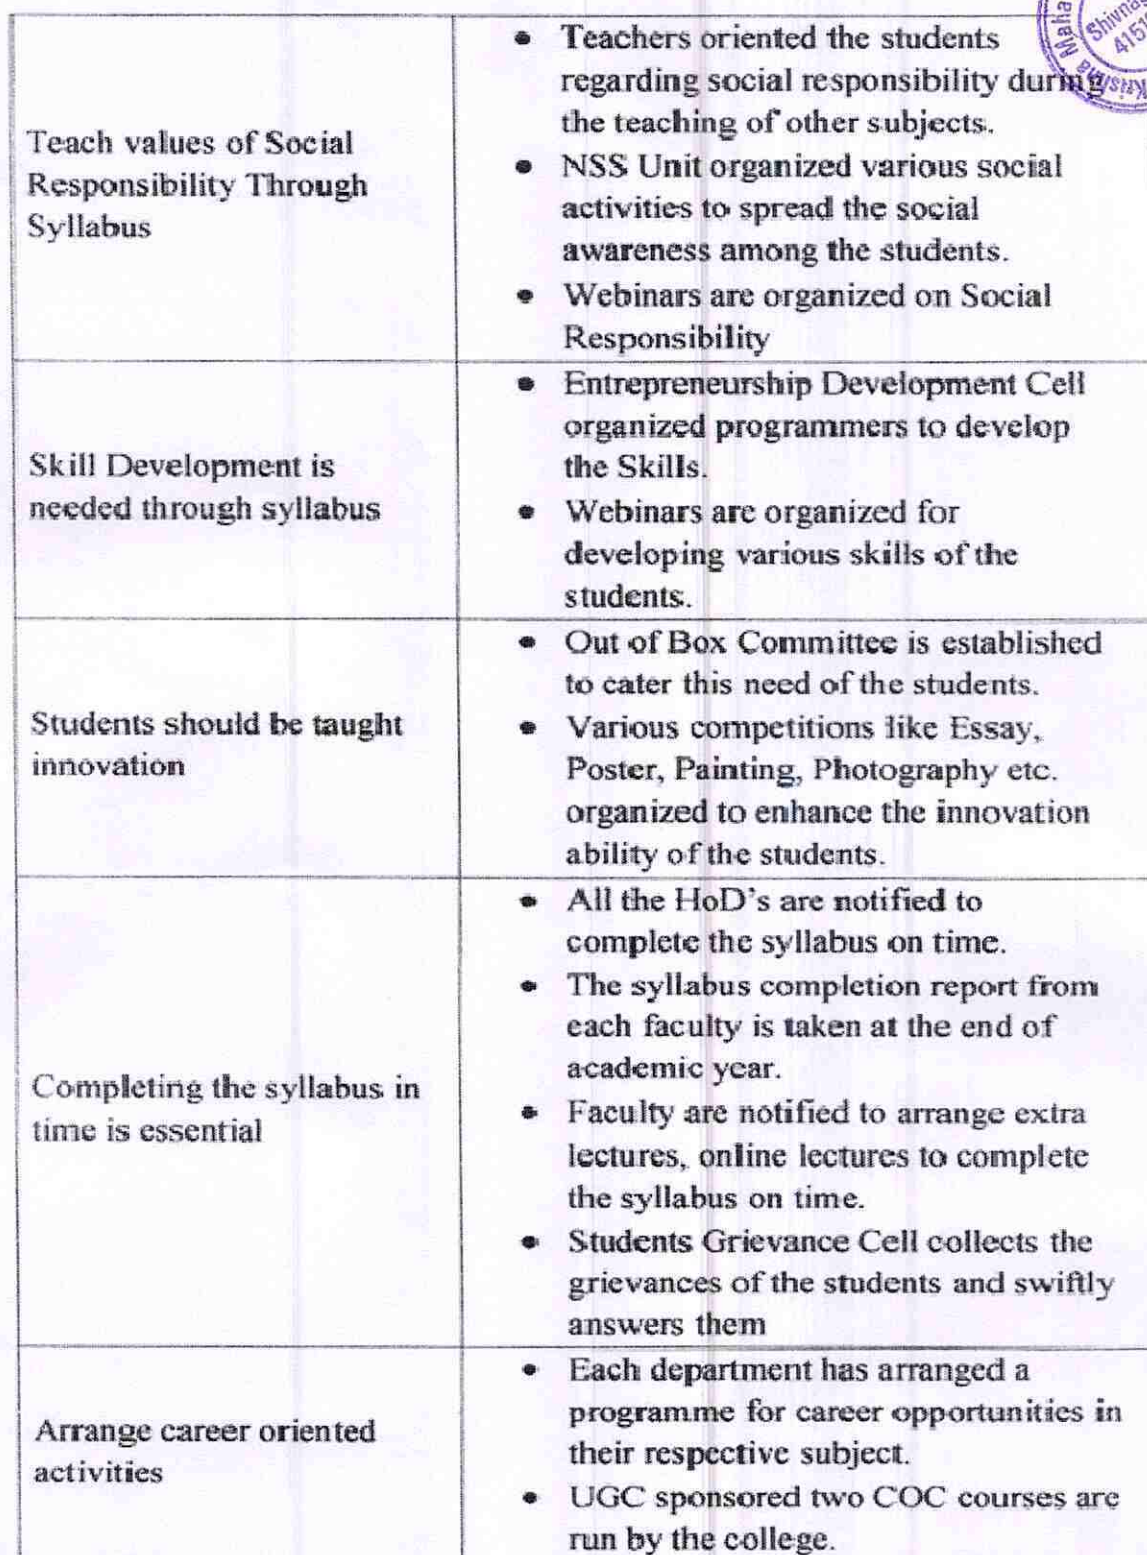 Maha
Shivnag
415
Krishna
Teach values of Social
Responsibility Through
Syllabus
• Teachers oriented the students
regarding social responsibility during
the teaching of other subjects.
• NSS Unit organized various social
activities to spread the social
awareness among the students.
• Webinars are organized on Social
Responsibility
Skill Development is
needed through syllabus
• Entrepreneurship Development Cell
organized programmers to develop
the Skills.
• Webinars are organized for
developing various skills of the
students.
Students should be taught
innovation
• Out of Box Committee is established
to cater this need of the students.
• Various competitions like Essay,
Poster, Painting, Photography etc.
organized to enhance the innovation
ability of the students.
Completing the syllabus in
time is essential
• All the HoD's are notified to
complete the syllabus on time.
• The syllabus completion report from
each faculty is taken at the end of
academic year.
• Faculty are notified to arrange extra
lectures, online lectures to complete
the syllabus on time.
• Students Grievance Cell collects the
grievances of the students and swiftly
answers them
Arrange career oriented
activities
• Each department has arranged a
programme for career opportunities in
their respective subject.
• UGC sponsored two COC courses are
run by the college.